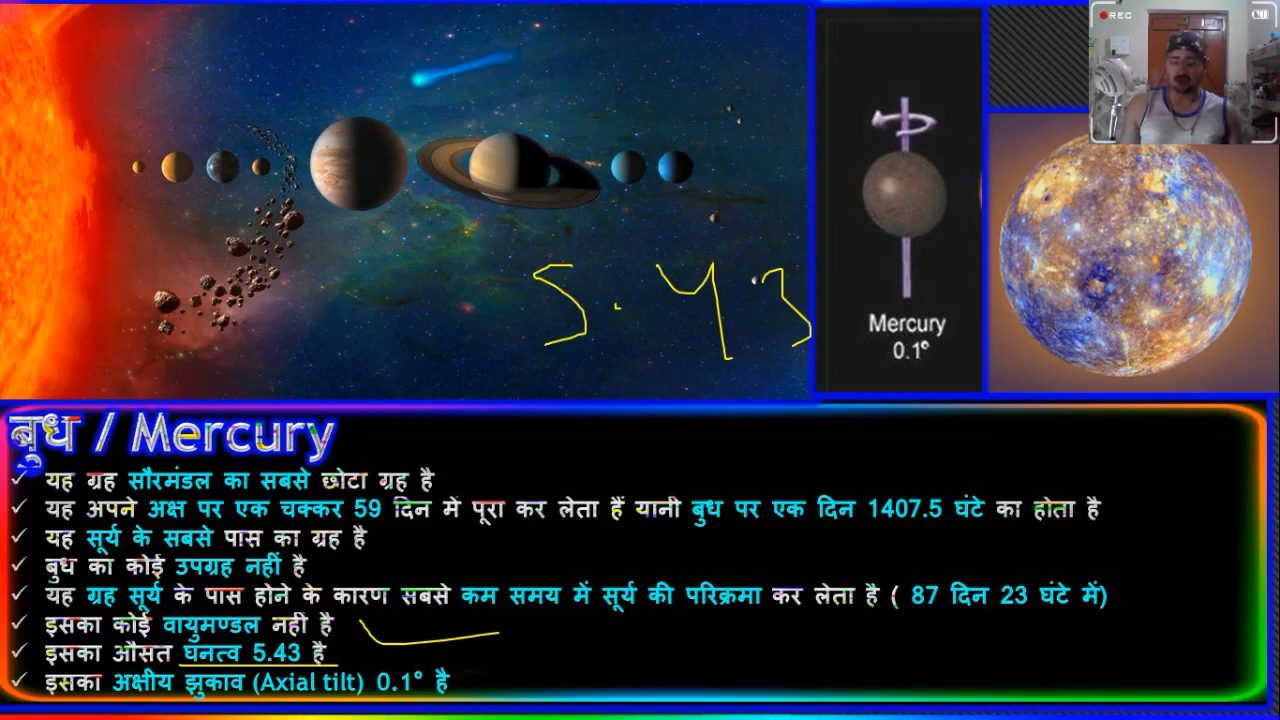 REC
5.43
Mercury
0.1°
बुध / Mercury
✓ यह ग्रह सौरमंडल का सबसे छोटा ग्रह है
✓ यह अपने अक्ष पर एक चक्कर 59 दिन में पूरा कर लेता हैं यानी बुध पर एक दिन 1407.5 घंटे का होता है
✓ यह सूर्य के सबसे पास का ग्रह है
✓ बुध का कोई उपग्रह नहीं है
✓ यह ग्रह सूर्य के पास होने के कारण सबसे कम समय में सूर्य की परिक्रमा कर लेता है ( 87 दिन 23 घंटे में)
✓ इसका कोई वायुमण्डल नहीं है
✓ इसका औसत घनत्व 5.43 है
✓ इसका अक्षीय झुकाव (Axial tilt) 0.1° है